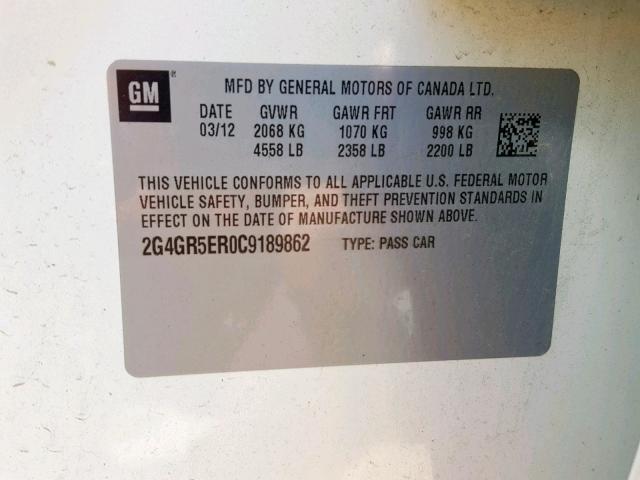 GM®
MFD BY GENERAL MOTORS OF CANADA LTD.
DATE GVWR GAWR FRT GAWR RR
03/12 2068 KG 1070 KG 998 KG
4558 LB 2358 LB 2200 LB
THIS VEHICLE CONFORMS TO ALL APPLICABLE U.S. FEDERAL MOTOR
VEHICLE SAFETY, BUMPER, AND THEFT PREVENTION STANDARDS IN
EFFECT ON THE DATE OF MANUFACTURE SHOWN ABOVE.
2G4GR5ER0C9189862 TYPE: PASS CAR